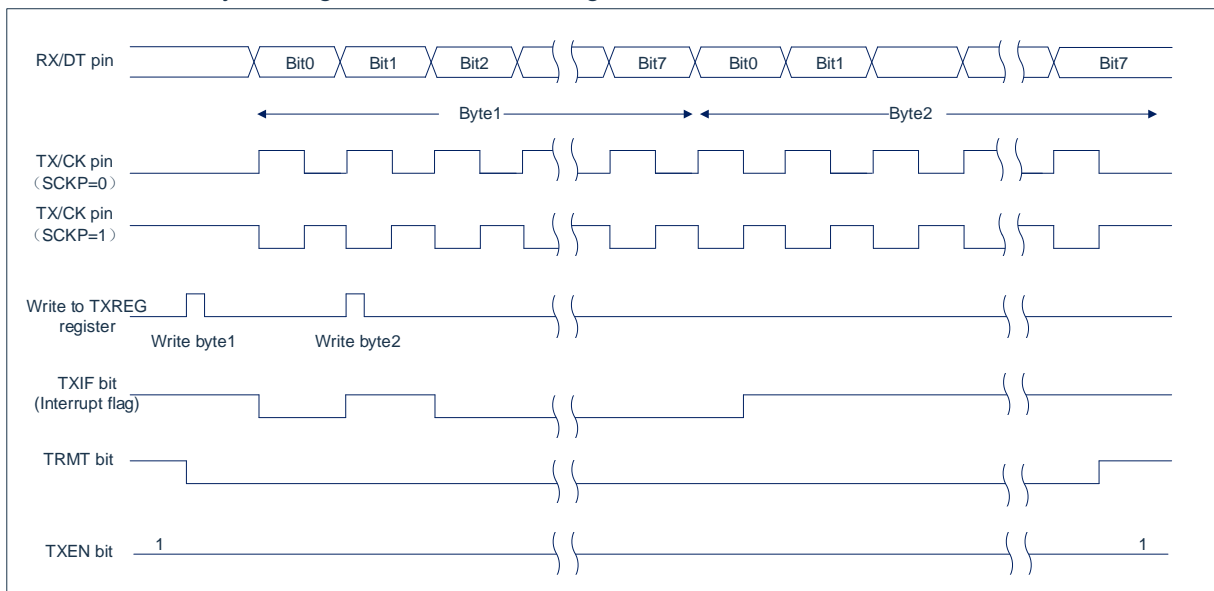 RX/DT pin
Bit0
Bit1
Bit2
Bit7
Bit0
Bit1
Bit7
Byte1
Byte2
TX/CK pin
（SCKP=0）
TX/CK pin
（SCKP=1）
Write to TXREG
register
Write byte1
Write byte2
TXIF bit
(Interrupt flag)
TRMT bit
TXEN bit
1
1